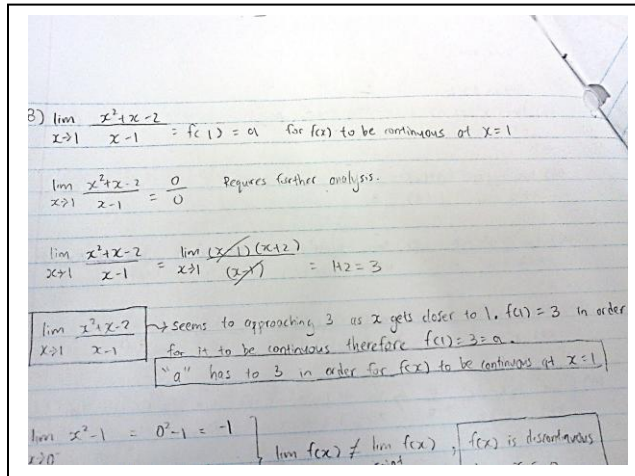 3) lim x→1 x²+x-2 / x-1 = f(1) = a for f(x) to be continuous at x=1
lim x→1 x²+x-2 / x-1 = 0/0 Requires further analysis.
lim x→1 x²+x-2 / x-1 = lim x→1 (x-1)(x+2) / (x-1) = 1+2 = 3
lim x→1 x²+x-2 / x-1 → seems to approaching 3 as x gets closer to 1. f(1) = 3 in order
for it to be continuous therefore f(1)=3=a.
"a" has to 3 in order for f(x) to be continuous at x=1
lim x→0⁻ x²-1 = 0²-1 = -1 lim f(x) ≠ lim f(x), f(x) is discontinuous